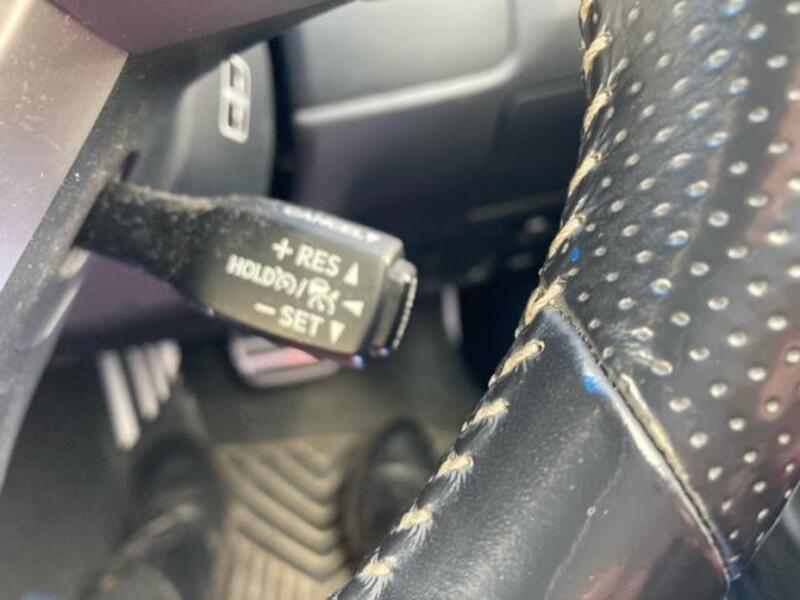 CANCEL
+ RES ▲
HOLD / ◀
− SET ▼